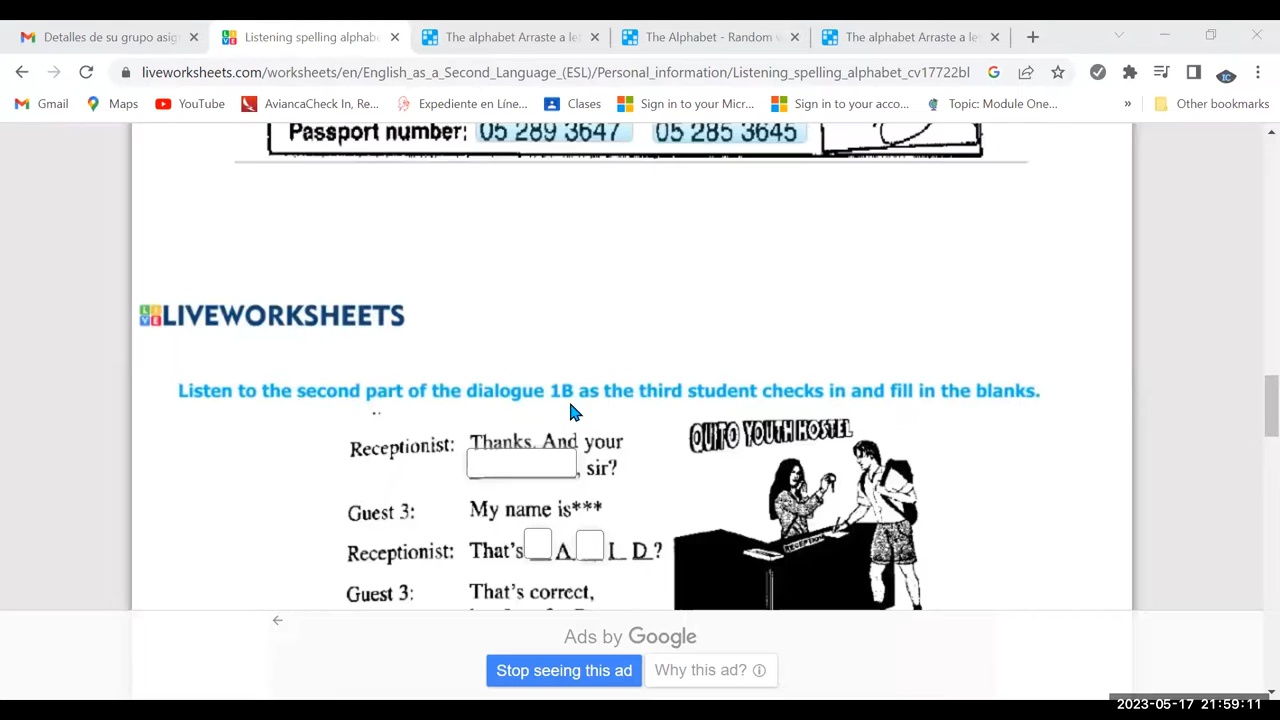 Detalles de su grupo asig
Listening spelling alphabe
The alphabet Arraste a let
The Alphabet - Random w
The alphabet Arraste a le
liveworksheets.com/worksheets/en/English_as_a_Second_Language_(ESL)/Personal_information/Listening_spelling_alphabet_cv17722bl
Gmail
Maps
YouTube
AviancaCheck In, Re...
Expediente en Líne...
Clases
Sign in to your Micr...
Sign in to your acco...
Topic: Module One...
»
Other bookmarks
Passport number: 05 289 3647 05 285 3645
LIVEWORKSHEETS
Listen to the second part of the dialogue 1B as the third student checks in and fill in the blanks.
Receptionist: Thanks. And your
, sir?
QUITO YOUTH HOSTEL
Guest 3: My name is***
RECEPTION
Receptionist: That's A L D?
Guest 3: That's correct,
Ads by Google
Stop seeing this ad
Why this ad?
2023-05-17 21:59:11